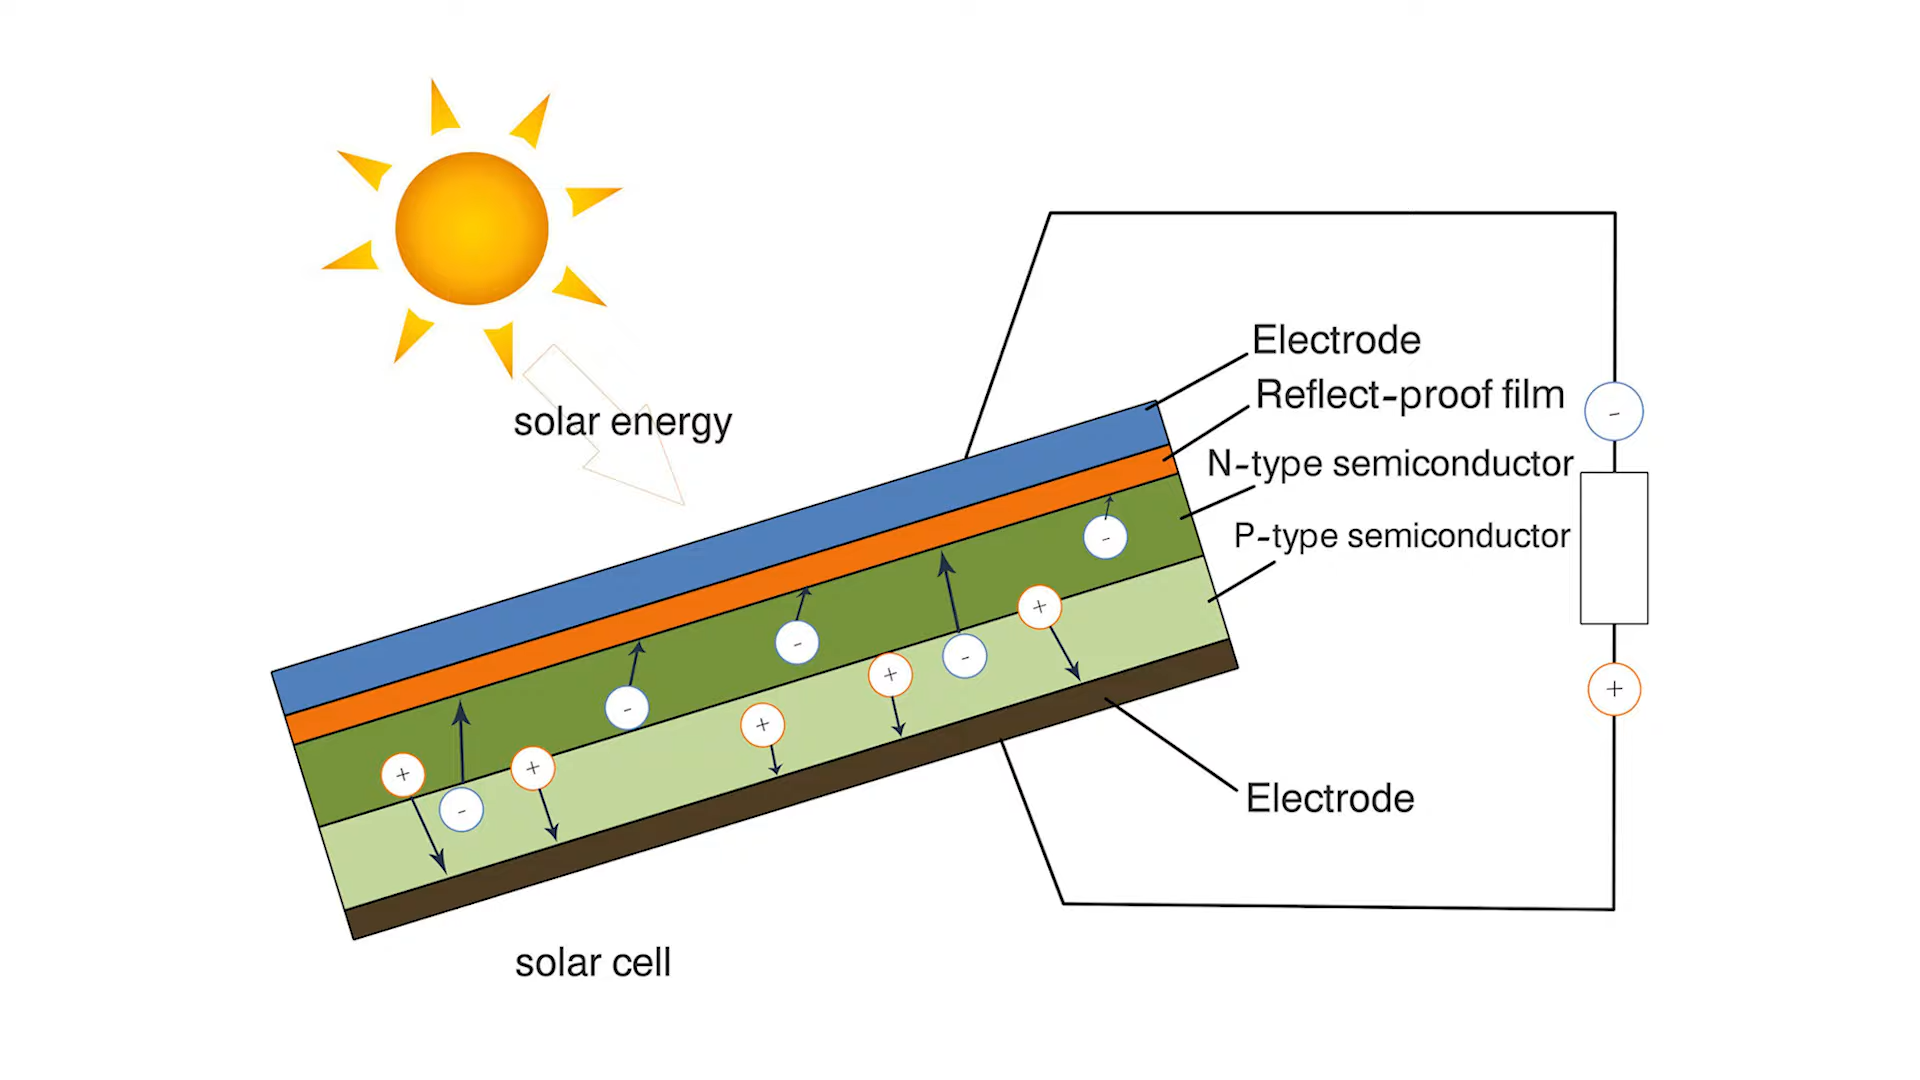 solar energy
Electrode
Reflect-proof film
N-type semiconductor
P-type semiconductor
-
+
-
-
-
-
-
+
+
+
+
+
Electrode
solar cell